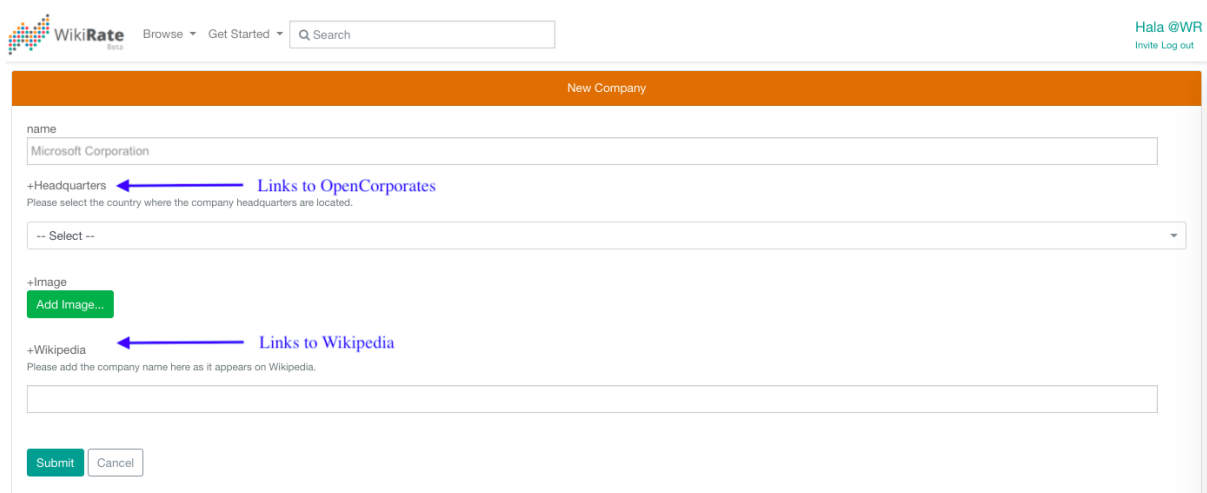 WikiRate
Beta
Browse Get Started Search
Hala @WR
Invite Log out
New Company
name
Microsoft Corporation
+Headquarters Links to OpenCorporates
Please select the country where the company headquarters are located.
-- Select --
+Image
Add Image...
Links to Wikipedia
+Wikipedia
Please add the company name here as it appears on Wikipedia.
Submit Cancel